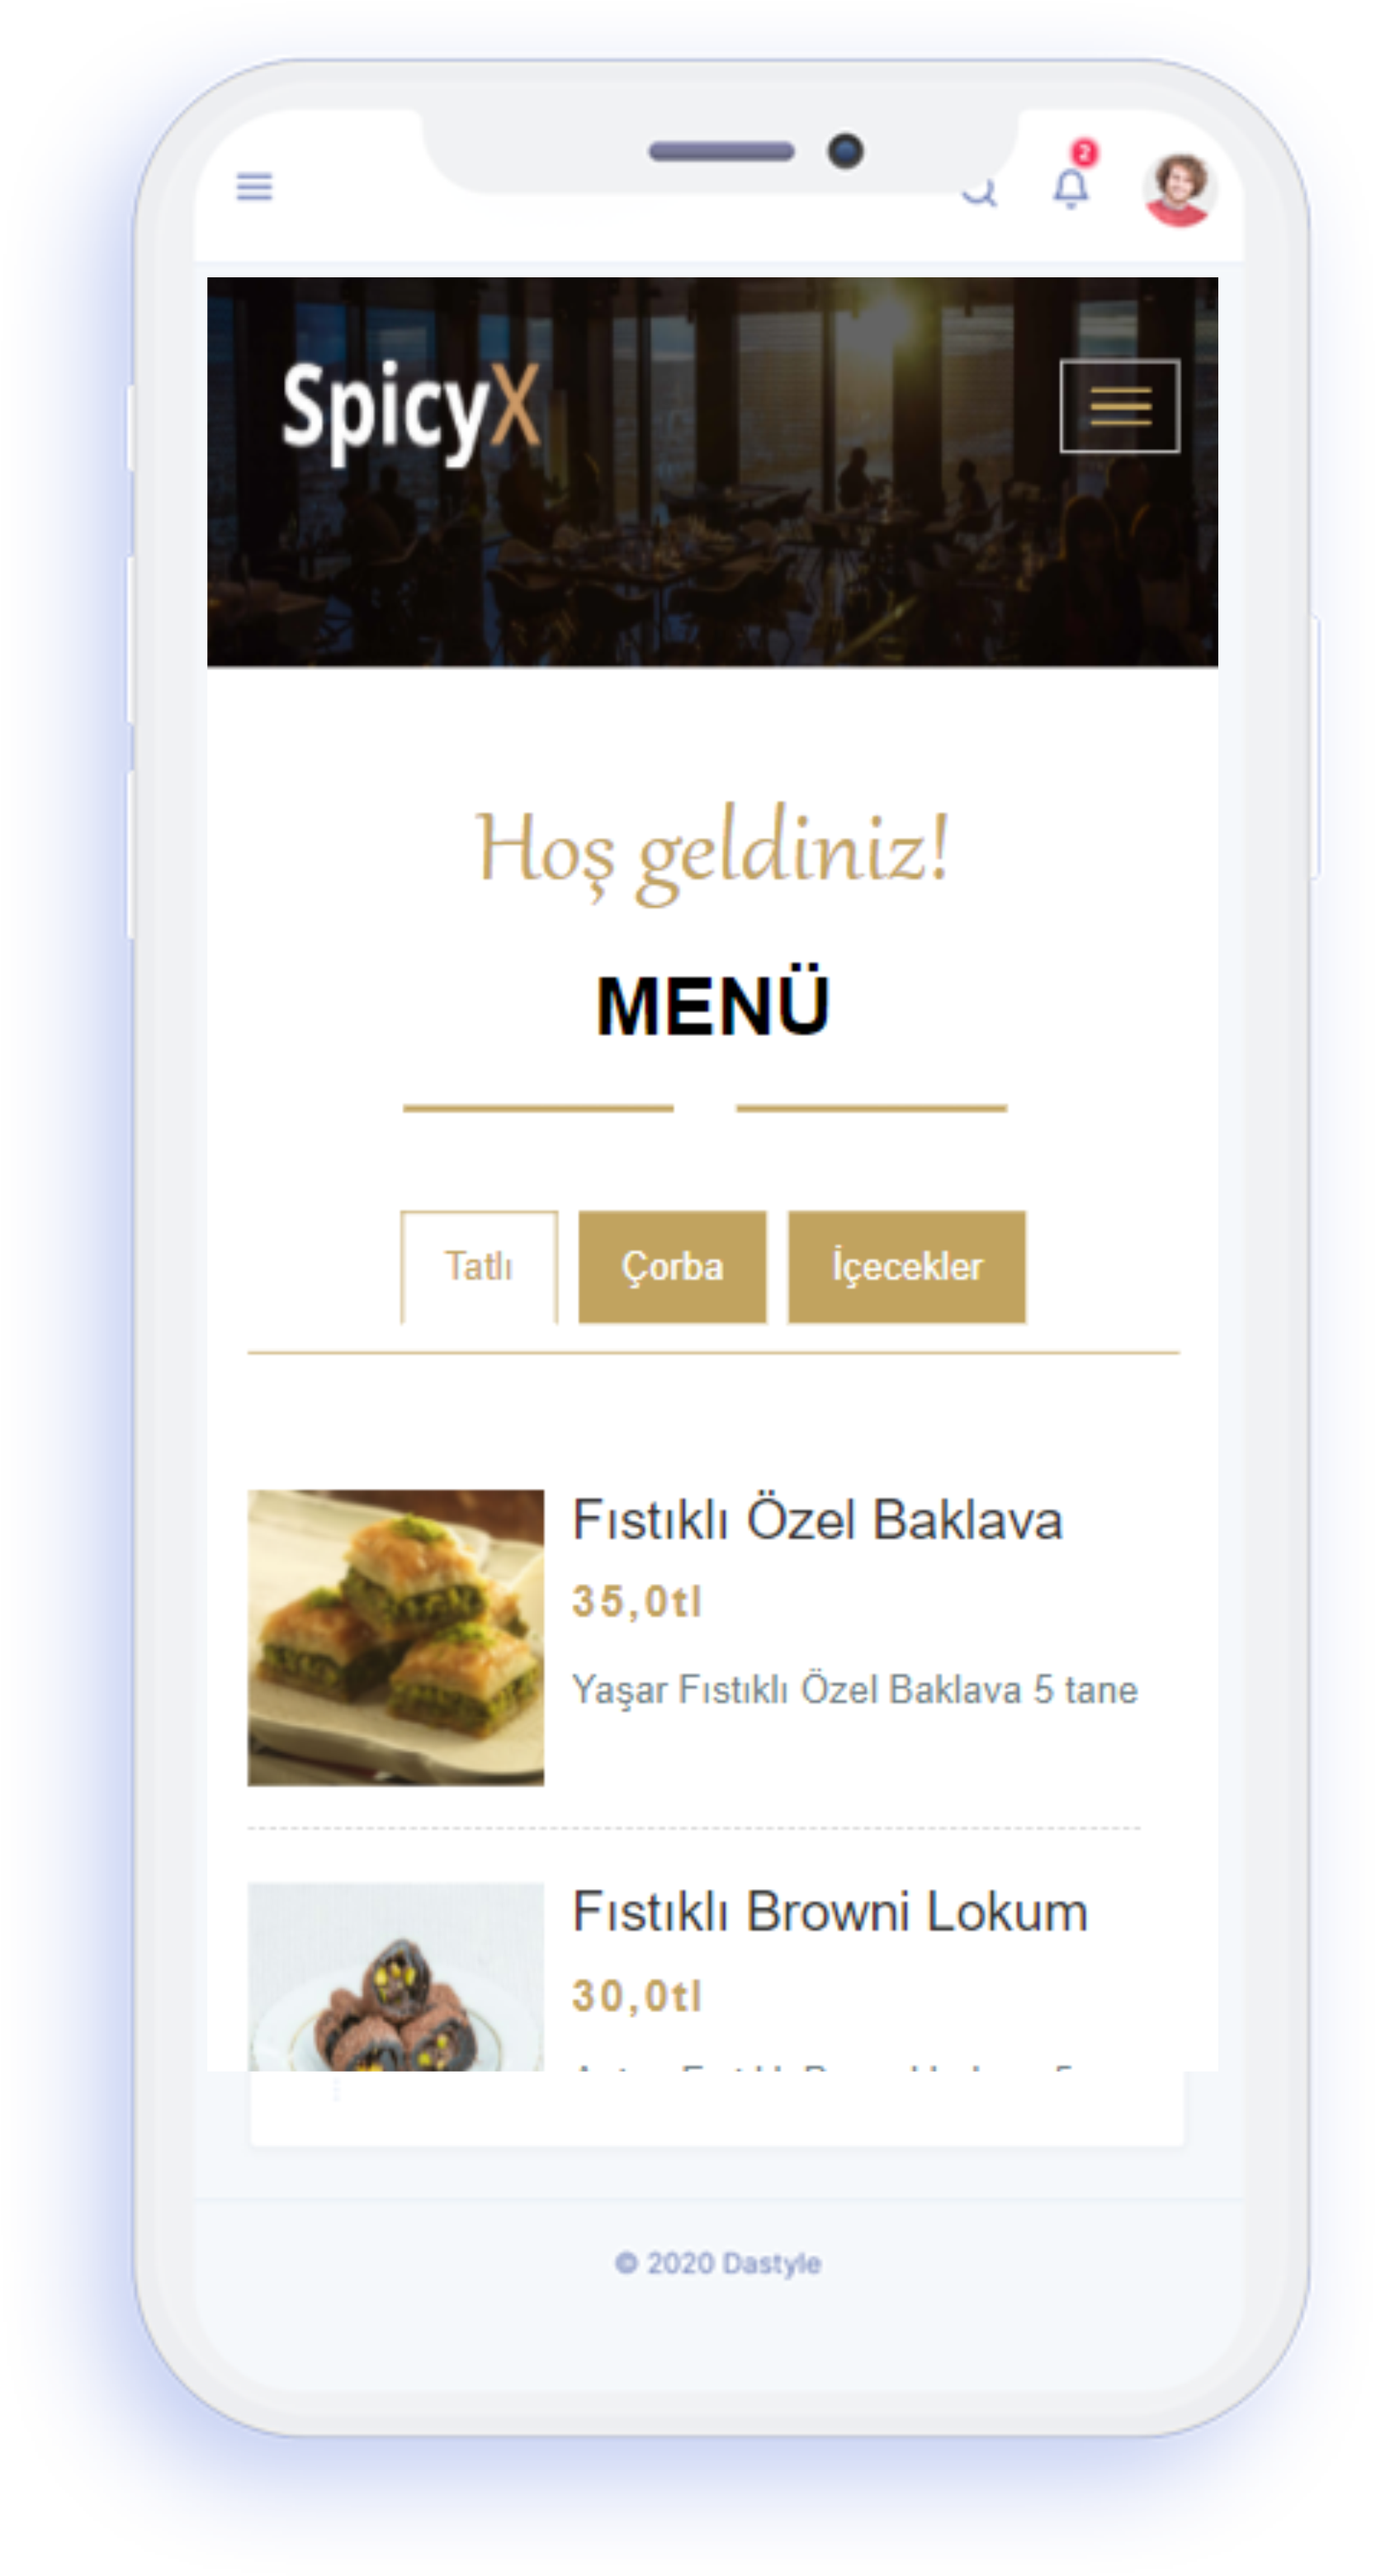 2
SpicyX
Hoş geldiniz!
MENÜ
Tatlı
Çorba
İçecekler
Fıstıklı Özel Baklava
35,0tl
Yaşar Fıstıklı Özel Baklava 5 tane
Fıstıklı Browni Lokum
30,0tl
© 2020 Dastyle